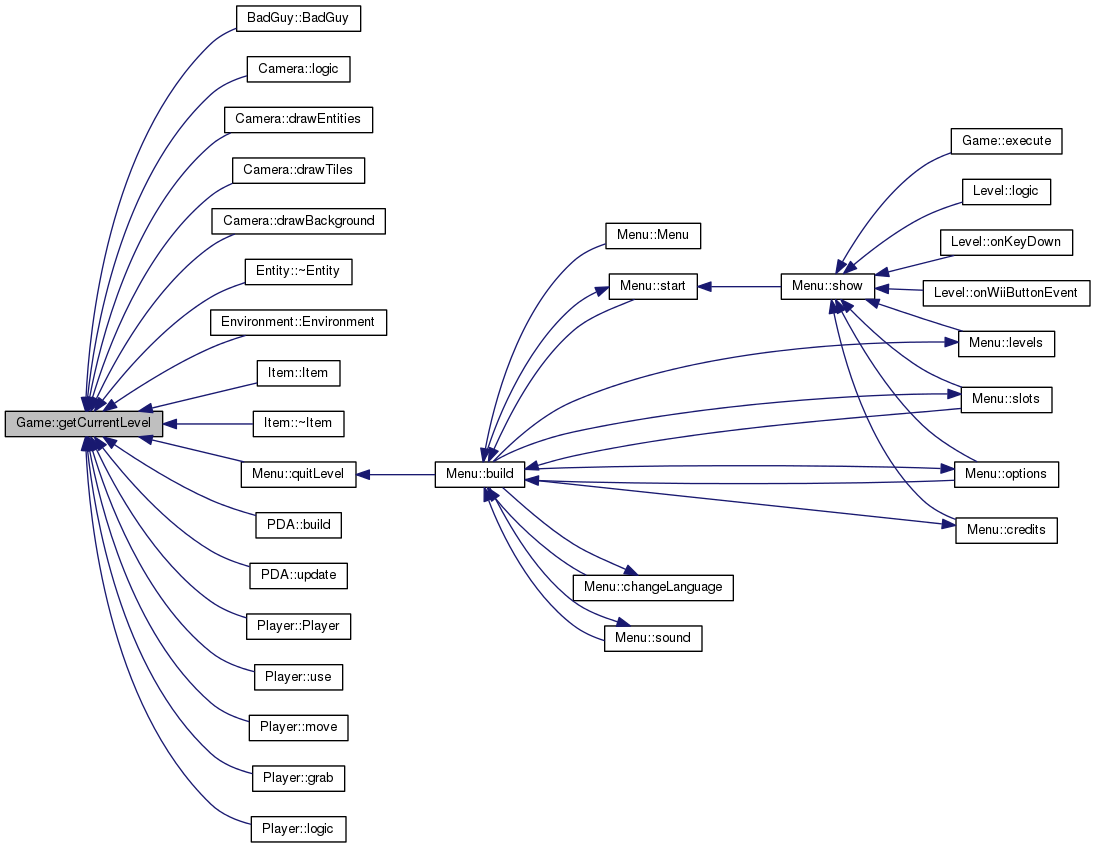 BadGuy::BadGuy
Camera::logic
Camera::drawEntities
Camera::drawTiles
Camera::drawBackground
Entity::~Entity
Environment::Environment
Item::Item
Game::getCurrentLevel
Item::~Item
Menu::quitLevel
PDA::build
PDA::update
Player::Player
Player::use
Player::move
Player::grab
Player::logic
Menu::build
Menu::Menu
Menu::start
Menu::changeLanguage
Menu::sound
Menu::show
Game::execute
Level::logic
Level::onKeyDown
Level::onWiiButtonEvent
Menu::levels
Menu::slots
Menu::options
Menu::credits